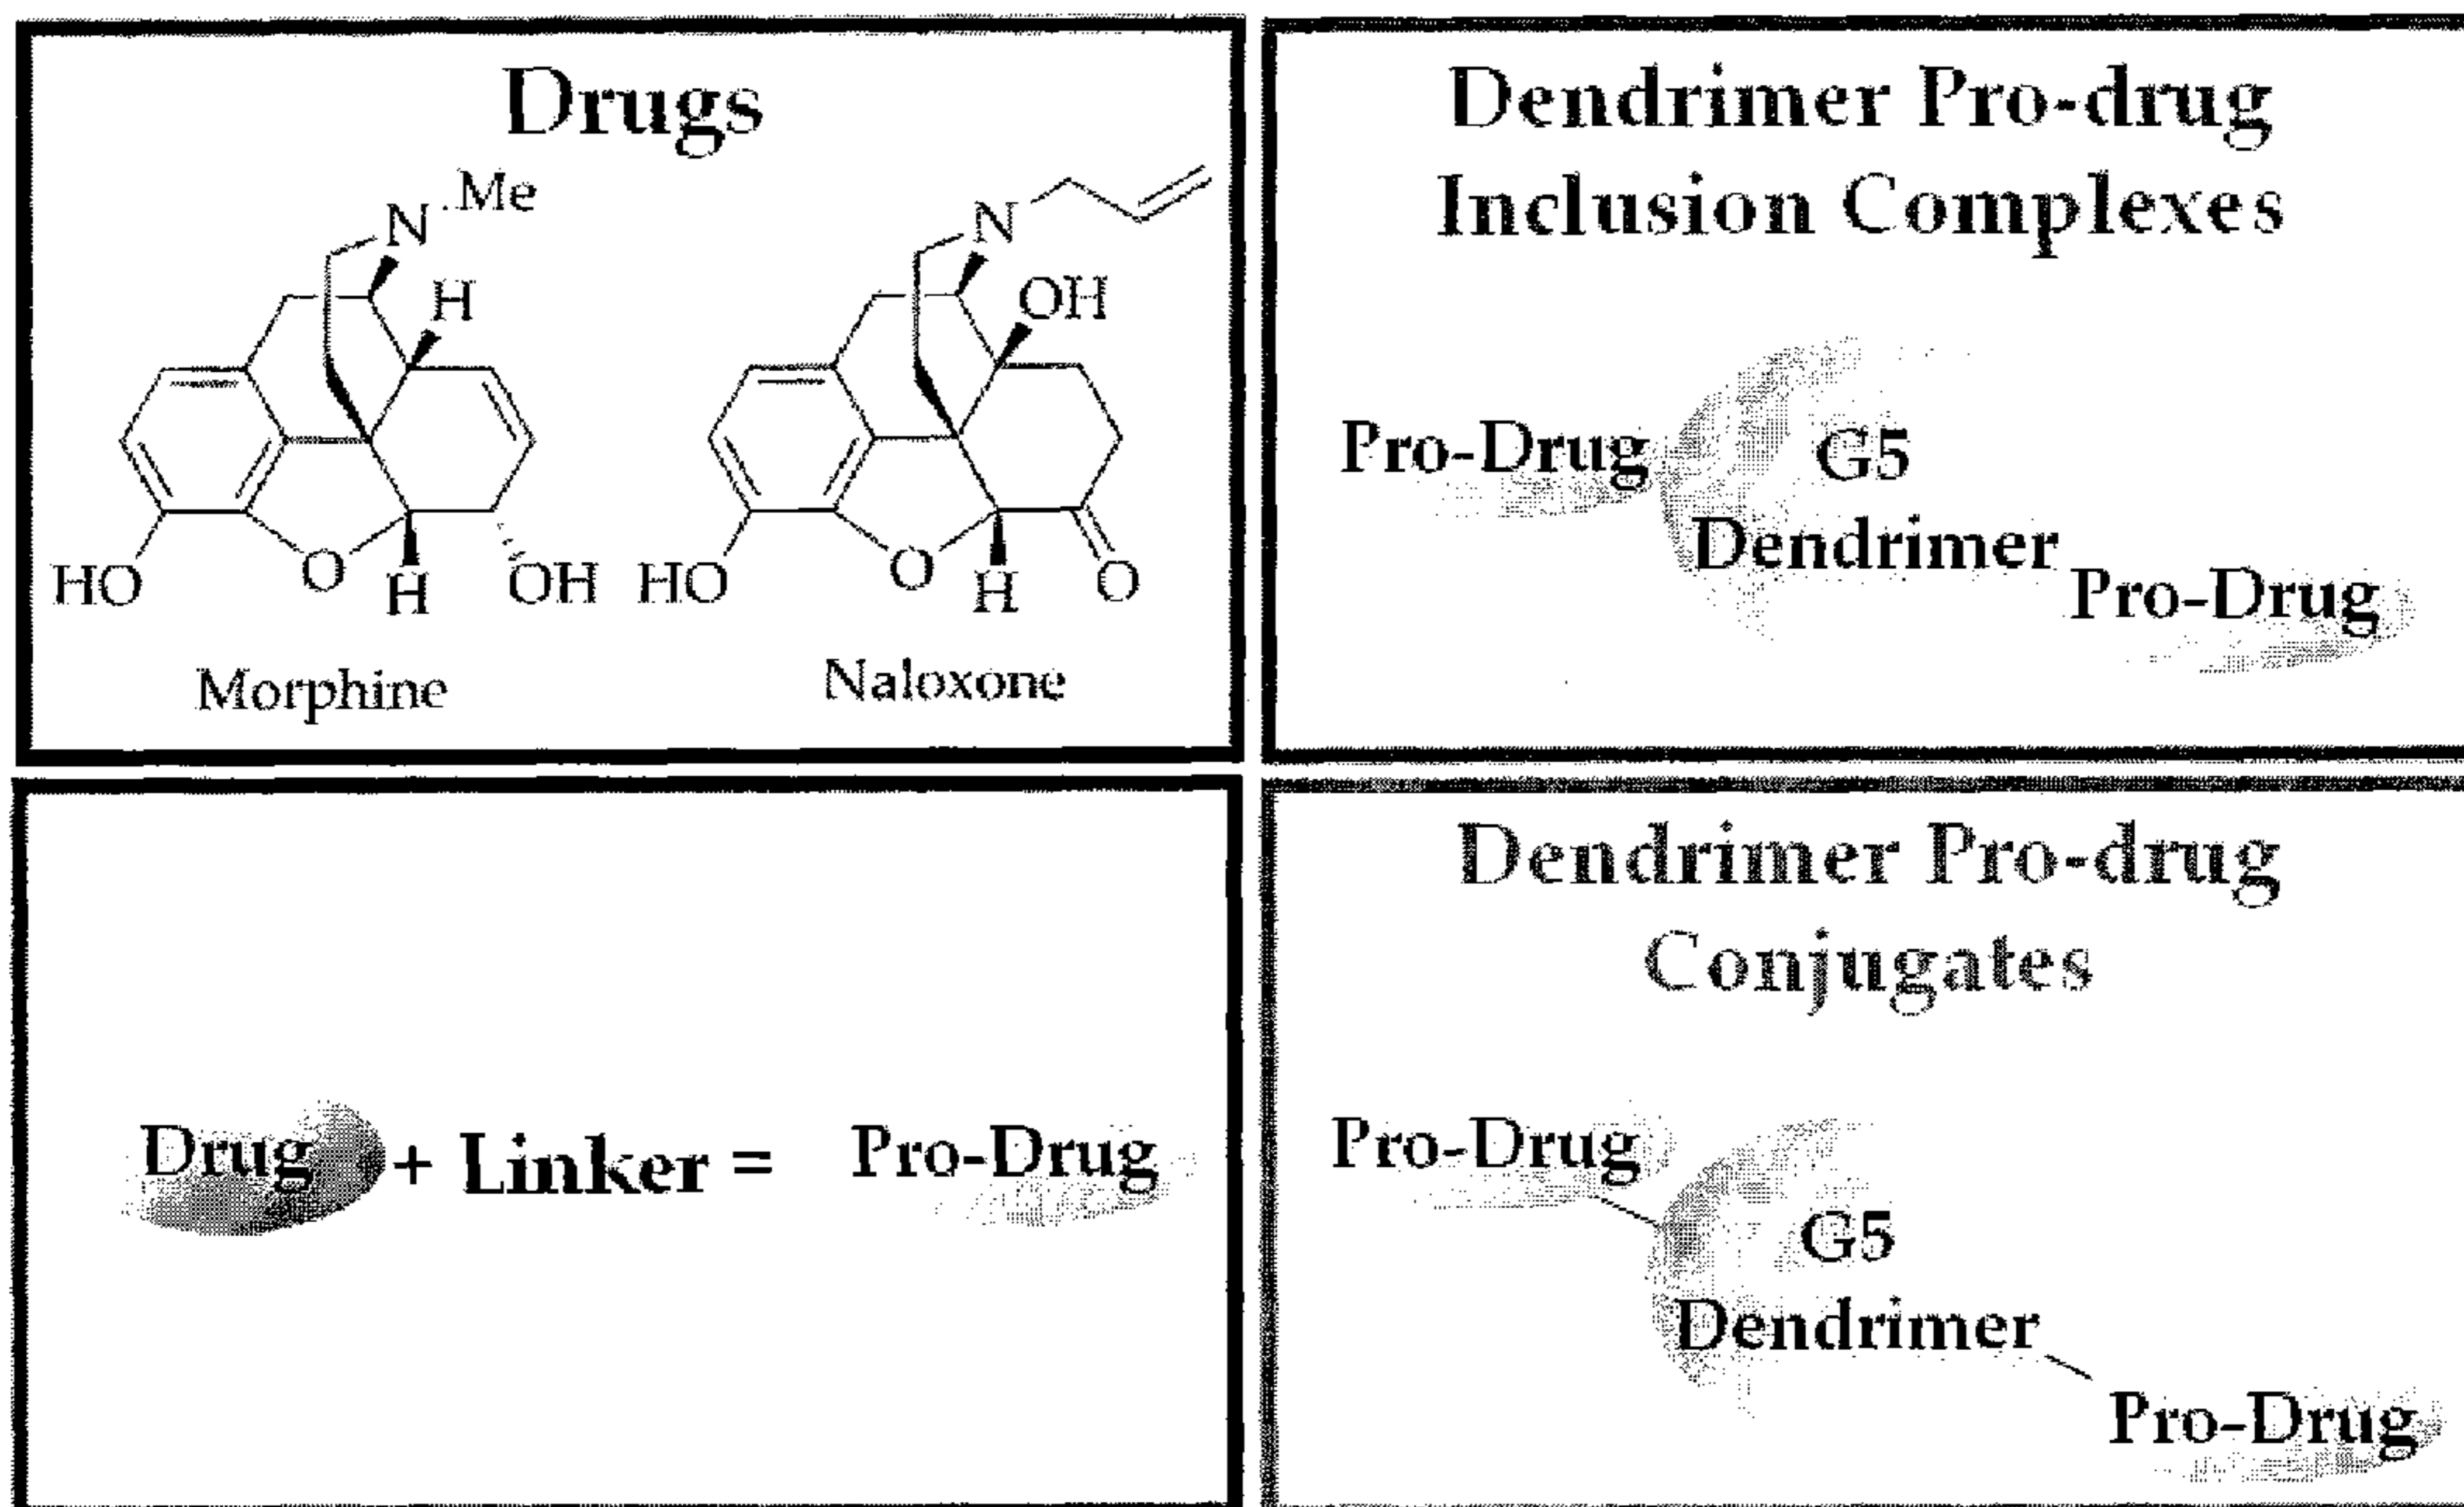 Drugs
N
.Me
H
HO
O
H
OH
Morphine
N
OH
HO
O
H
O
Naloxone
Dendrimer Pro-drug
Inclusion Complexes
Pro-Drug
G5
Dendrimer
Pro-Drug
Drug + Linker = Pro-Drug
Dendrimer Pro-drug
Conjugates
Pro-Drug
G5
Dendrimer
Pro-Drug